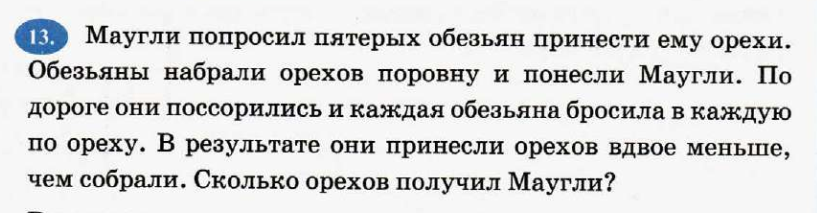 13. Маугли попросил пятерых обезьян принести ему орехи.
Обезьяны набрали орехов поровну и понесли Маугли. По
дороге они поссорились и каждая обезьяна бросила в каждую
по ореху. В результате они принесли орехов вдвое меньше,
чем собрали. Сколько орехов получил Маугли?